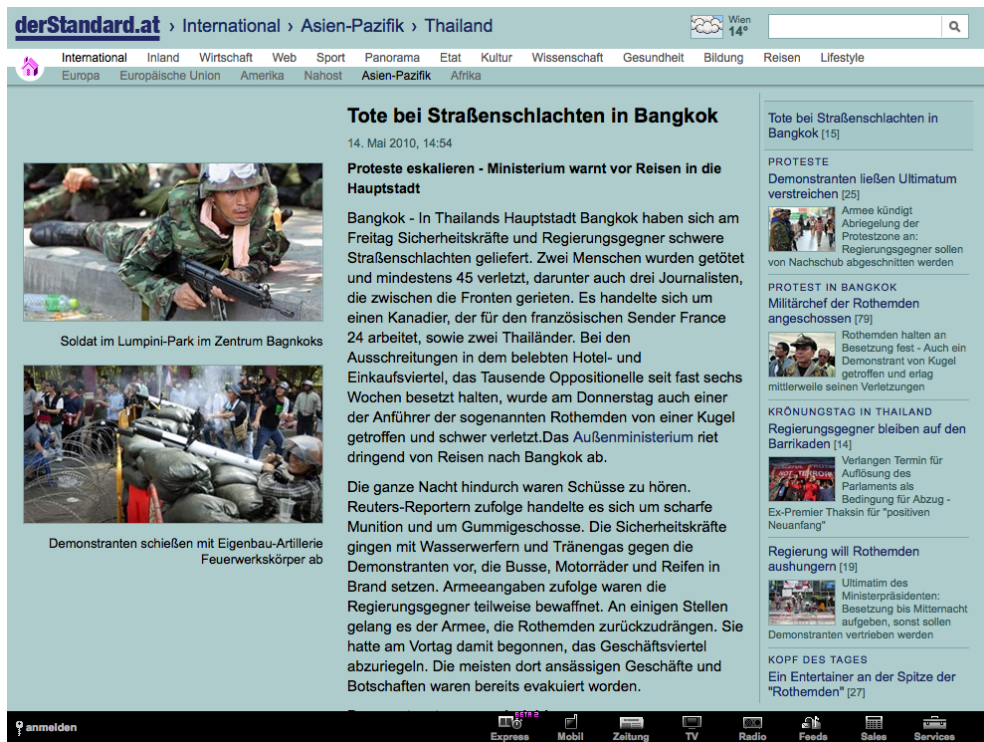 derStandard.at › International › Asien-Pazifik › Thailand
Wien
14°
International Inland Wirtschaft Web Sport Panorama Etat Kultur Wissenschaft Gesundheit Bildung Reisen Lifestyle
Europa Europäische Union Amerika Nahost Asien-Pazifik Afrika
Soldat im Lumpini-Park im Zentrum Bagnkoks
Demonstranten schießen mit Eigenbau-Artillerie
Feuerwerkskörper ab
Tote bei Straßenschlachten in Bangkok
14. Mai 2010, 14:54
Proteste eskalieren - Ministerium warnt vor Reisen in die
Hauptstadt
Bangkok - In Thailands Hauptstadt Bangkok haben sich am
Freitag Sicherheitskräfte und Regierungsgegner schwere
Straßenschlachten geliefert. Zwei Menschen wurden getötet
und mindestens 45 verletzt, darunter auch drei Journalisten,
die zwischen die Fronten gerieten. Es handelte sich um
einen Kanadier, der für den französischen Sender France
24 arbeitet, sowie zwei Thailänder. Bei den
Ausschreitungen in dem belebten Hotel- und
Einkaufsviertel, das Tausende Oppositionelle seit fast sechs
Wochen besetzt halten, wurde am Donnerstag auch einer
der Anführer der sogenannten Rothemden von einer Kugel
getroffen und schwer verletzt.Das Außenministerium riet
dringend von Reisen nach Bangkok ab.
Die ganze Nacht hindurch waren Schüsse zu hören.
Reuters-Reportern zufolge handelte es sich um scharfe
Munition und um Gummigeschosse. Die Sicherheitskräfte
gingen mit Wasserwerfern und Tränengas gegen die
Demonstranten vor, die Busse, Motorräder und Reifen in
Brand setzen. Armeeangaben zufolge waren die
Regierungsgegner teilweise bewaffnet. An einigen Stellen
gelang es der Armee, die Rothemden zurückzudrängen. Sie
hatte am Vortag damit begonnen, das Geschäftsviertel
abzuriegeln. Die meisten dort ansässigen Geschäfte und
Botschaften waren bereits evakuiert worden.
Tote bei Straßenschlachten in
Bangkok [15]
PROTESTE
Demonstranten ließen Ultimatum
verstreichen [25]
Armee kündigt
Abriegelung der
Protestzone an:
Regierungsgegner sollen
von Nachschub abgeschnitten werden
PROTEST IN BANGKOK
Militärchef der Rothemden
angeschossen [79]
Rothemden halten an
Besetzung fest - Auch ein
Demonstrant von Kugel
getroffen und erlag
mittlerweile seinen Verletzungen
KRÖNUNGSTAG IN THAILAND
Regierungsgegner bleiben auf den
Barrikaden [14]
Verlangen Termin für
Auflösung des
Parlaments als
Bedingung für Abzug -
Ex-Premier Thaksin für "positiven
Neuanfang"
Regierung will Rothemden
aushungern [19]
Ultimatim des
Ministerpräsidenten:
Besetzung bis Mitternacht
aufgeben, sonst sollen
Demonstranten vertrieben werden
KOPF DES TAGES
Ein Entertainer an der Spitze der
"Rothemden" [27]
anmelden
BETA 2
Express Mobil Zeitung TV Radio Feeds Sales Services